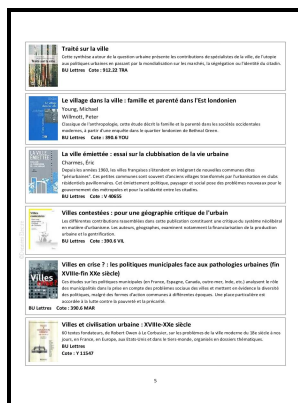 Traité sur la ville
Cette synthèse autour de la question urbaine présente les contributions de spécialistes de la ville, de l'utopie
aux politiques urbaines en passant par la mondialisation sur les marchés, la ségrégation ou l'identité du citadin.
BU Lettres Cote : 912.22 TRA
Le village dans la ville : famille et parenté dans l'Est londonien
Young, Michael
Willmott, Peter
Classique de l'anthropologie, cette étude décrit la famille et la parenté dans les sociétés occidentales
modernes, à partir d'une enquête dans le quartier londonien de Bethnal Green.
BU Lettres Cote : 390.6 YOU
La ville émiettée : essai sur la clubbisation de la vie urbaine
Charmes, Éric
Depuis les années 1960, les villes françaises s'étendent en intégrant de nouvelles communes dites
"périurbaines". Ces petites communes sont souvent d'anciens villages transformés par l'urbanisation en clubs
résidentiels pavillonnaires. Cet émiettement politique, paysager et social pose des problèmes nouveaux pour le
gouvernement des métropoles et pour la solidarité entre les citadins.
BU Lettres Cote : V 40655
Villes contestées : pour une géographie critique de l'urbain
Les différentes contributions rassemblées dans cette publication constituent une critique du système néolibéral
en matière d'urbanisme. Les auteurs, géographes, examinent notamment la financiarisation de la production
urbaine et la gentrification.
BU Lettres Cote : 390.6 VIL
Villes en crise ? : les politiques municipales face aux pathologies urbaines (fin
XVIIIe-fin XXe siècle)
Ces études sur les politiques municipales (en France, Espagne, Canada, outre-mer, Inde, etc.) analysent le rôle
des municipalités dans la prise en compte des problèmes sociaux des villes et mettent en évidence la diversité
des politiques, malgré des formes d'action communes à différentes époques. Une place particulière est
accordée à la lutte contre la pauvreté et la précarité.
BU Lettres Cote : 390.6 MAR
Villes et civilisation urbaine : XVIIIe-XXe siècle
60 textes fondateurs, de Robert Owen à Le Corbusier, sur les problèmes de la ville moderne du 18e siècle à nos
jours, en France, en Europe, aux Etats-Unis et dans le tiers-monde, organisés en dossiers thématiques.
BU Lettres
Cote : Y 11547
5